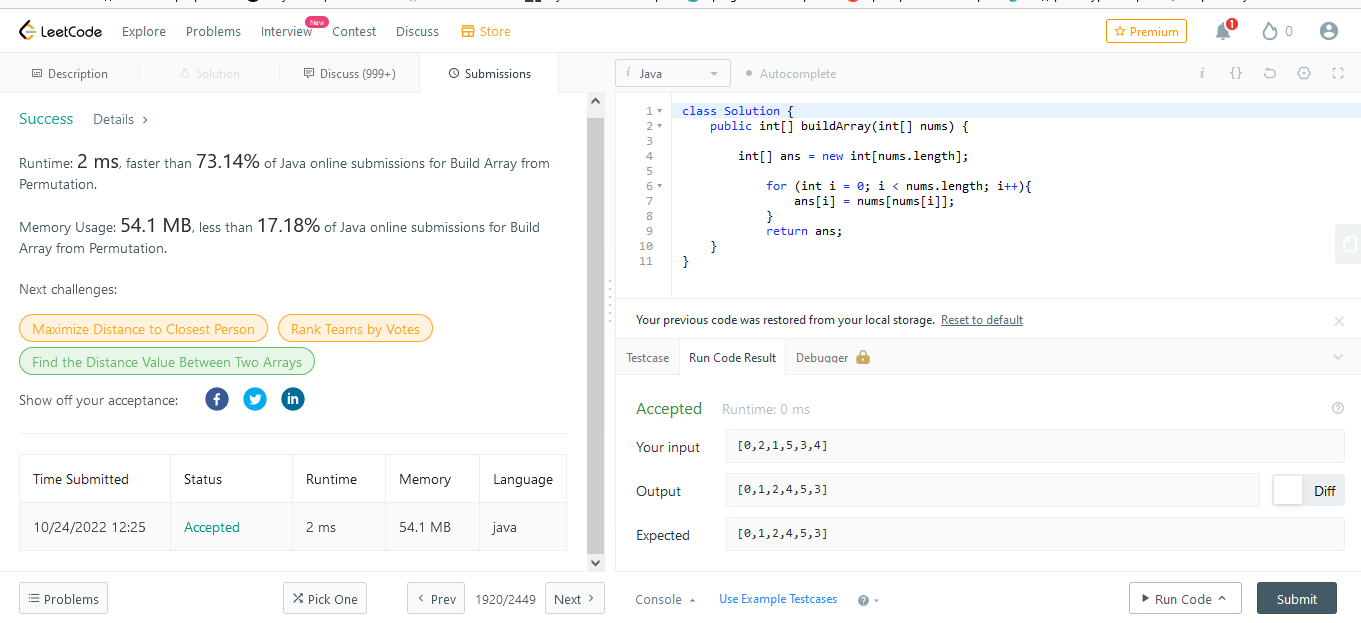 LeetCode Explore Problems Interview New Contest Discuss Store Premium 1 0
Description Solution Discuss (999+) Submissions
i Java Autocomplete i {}
Success Details >
Runtime: 2 ms, faster than 73.14% of Java online submissions for Build Array from
Permutation.
Memory Usage: 54.1 MB, less than 17.18% of Java online submissions for Build
Array from Permutation.
Next challenges:
Maximize Distance to Closest Person Rank Teams by Votes
Find the Distance Value Between Two Arrays
Show off your acceptance: f in
Time Submitted Status Runtime Memory Language
10/24/2022 12:25 Accepted 2 ms 54.1 MB java
Problems Pick One < Prev 1920/2449 Next >
1 class Solution {
2 public int[] buildArray(int[] nums) {
3
4 int[] ans = new int[nums.length];
5
6 for (int i = 0; i < nums.length; i++){
7 ans[i] = nums[nums[i]];
8 }
9 return ans;
10 }
11 }
Your previous code was restored from your local storage. Reset to default
Testcase Run Code Result Debugger
Accepted Runtime: 0 ms
Your input [0,2,1,5,3,4]
Output [0,1,2,4,5,3] Diff
Expected [0,1,2,4,5,3]
Console Use Example Testcases ? Run Code Submit